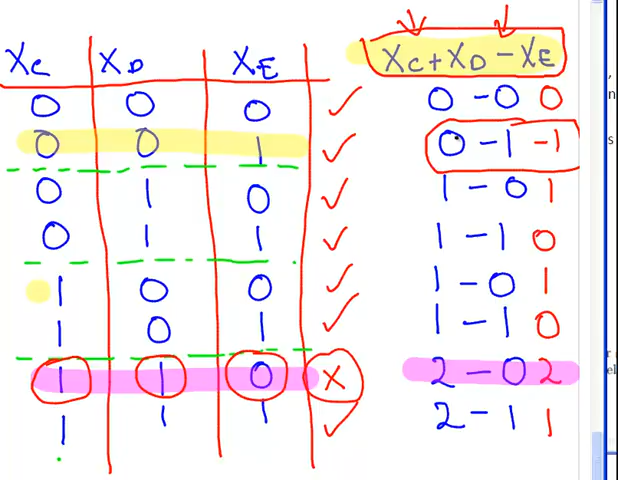 XC XD XE XC+XD-XE
0 0 0 ✓ 0-0 0
0 0 1 ✓ 0-1 -1
0 1 0 ✓ 1-0 1
0 1 1 ✓ 1-1 0
1 0 0 ✓ 1-0 1
1 0 1 ✓ 1-1 0
1 1 0 X 2-0 2
1 1 1 ✓ 2-1 1